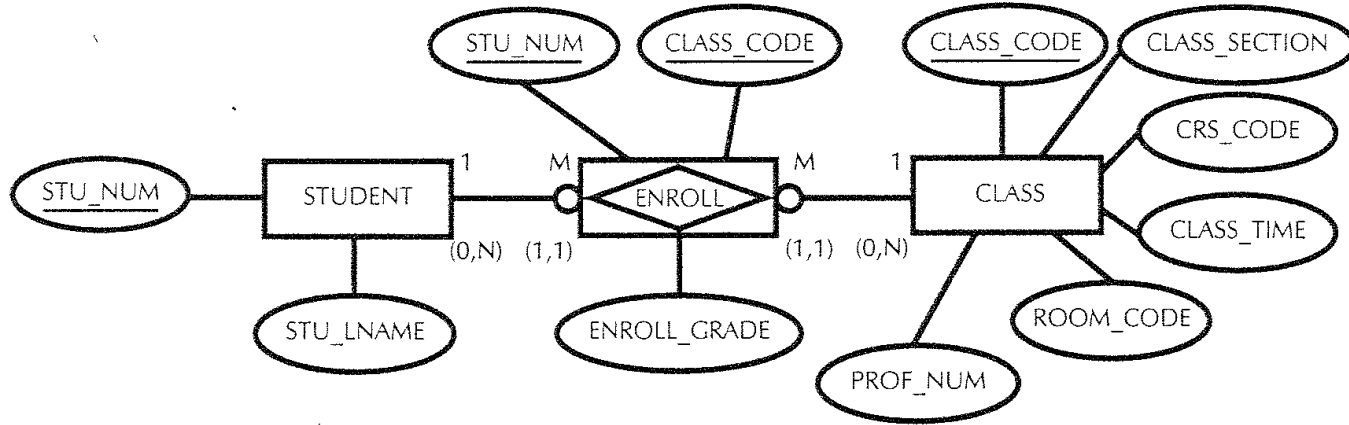 STU_NUM
CLASS_CODE
CLASS_CODE
CLASS_SECTION
CRS_CODE
STU_NUM
STUDENT
1
M
ENROLL
M
1
CLASS
(0,N)
(1,1)
(1,1)
(0,N)
CLASS_TIME
STU_LNAME
ENROLL_GRADE
ROOM_CODE
PROF_NUM